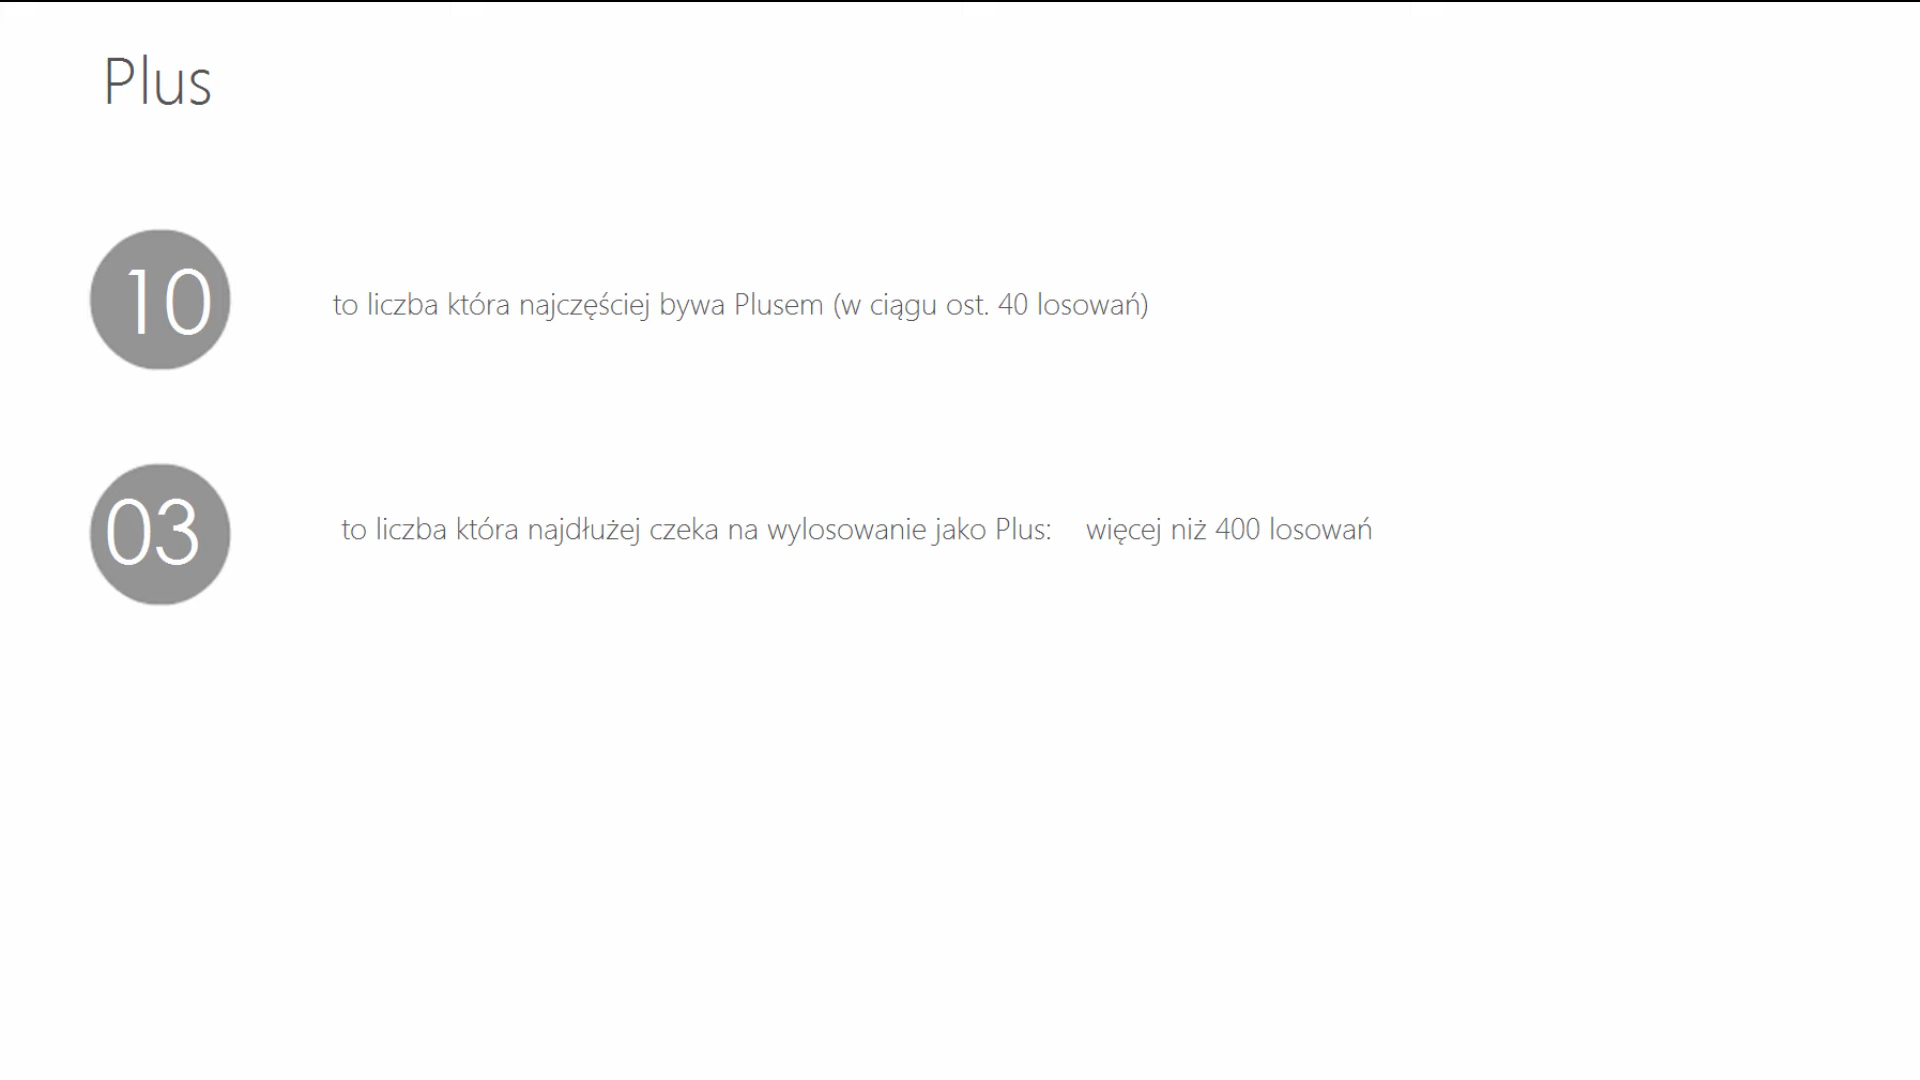 Plus
10
to liczba która najczęściej bywa Plusem (w ciągu ost. 40 losowań)
03
to liczba która najdłużej czeka na wylosowanie jako Plus: więcej niż 400 losowań